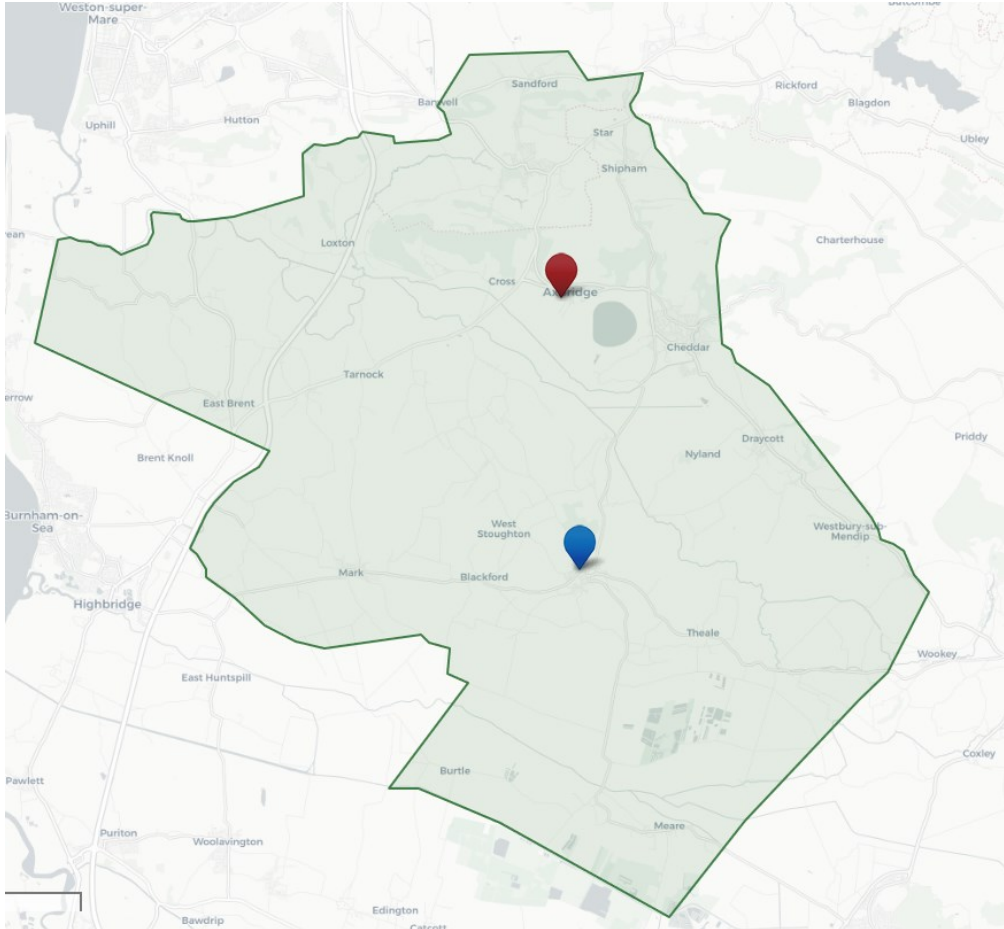 Weston-super-
Mare
Butcombe
Sandford
Banwell
Rickford
Blagdon
Uphill
Hutton
Star
Ubley
Shipham
Loxton
Charterhouse
Cross
Axbridge
Cheddar
Tarnock
East Brent
Draycott
Priddy
Brent Knoll
Nyland
Burnham-on-
Sea
West
Stoughton
Westbury-sub-
Mendip
Mark
Blackford
Highbridge
Theale
Wookey
East Huntspill
Coxley
Pawlett
Burtle
Puriton
Woolavington
Meare
Edington
Bawdrip
Catcott